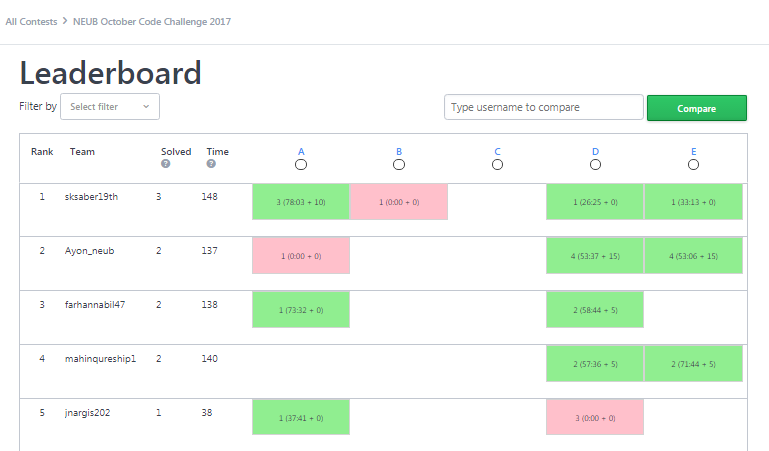 All Contests > NEUB October Code Challenge 2017
Leaderboard
Filter by Select filter Type username to compare Compare
Rank Team Solved Time A B C D E
? ?
1 sksaber19th 3 148 3 (78:03 + 10) 1 (0:00 + 0) 1 (26:25 + 0) 1 (33:13 + 0)
2 Ayon_neub 2 137 1 (0:00 + 0) 4 (53:37 + 15) 4 (53:06 + 15)
3 farhannabil47 2 138 1 (73:32 + 0) 2 (58:44 + 5)
4 mahinqureship1 2 140 2 (57:36 + 5) 2 (71:44 + 5)
5 jnargis202 1 38 1 (37:41 + 0) 3 (0:00 + 0)